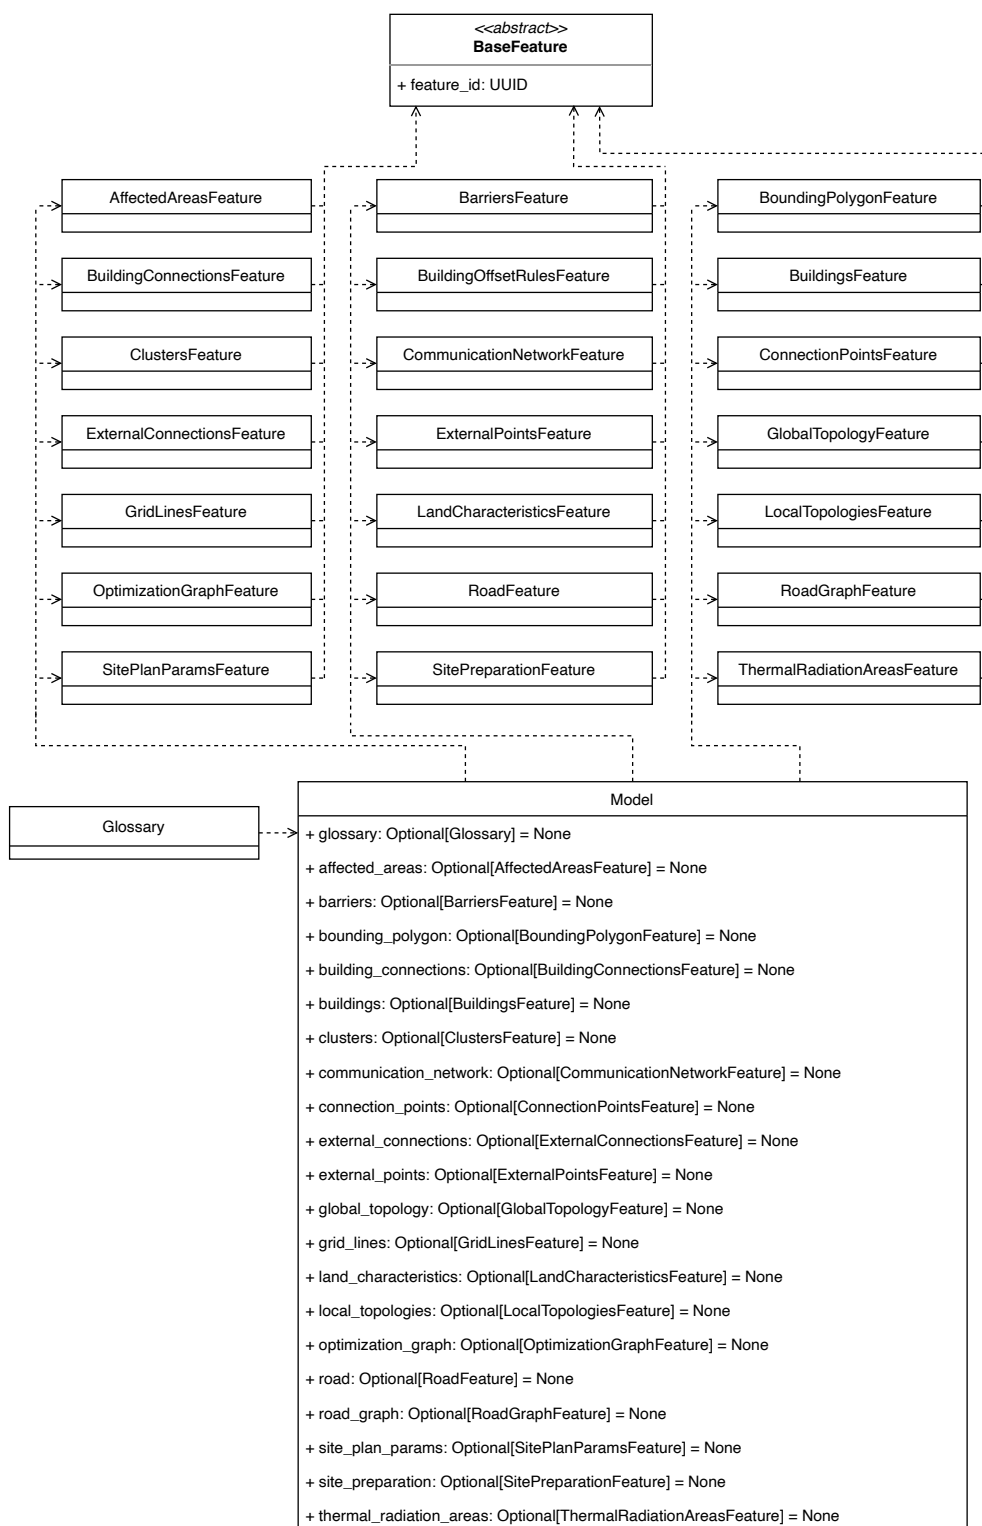 <<abstract>>
BaseFeature
+ feature_id: UUID
AffectedAreasFeature
BarriersFeature
BoundingPolygonFeature
BuildingConnectionsFeature
BuildingOffsetRulesFeature
BuildingsFeature
ClustersFeature
CommunicationNetworkFeature
ConnectionPointsFeature
ExternalConnectionsFeature
ExternalPointsFeature
GlobalTopologyFeature
GridLinesFeature
LandCharacteristicsFeature
LocalTopologiesFeature
OptimizationGraphFeature
RoadFeature
RoadGraphFeature
SitePlanParamsFeature
SitePreparationFeature
ThermalRadiationAreasFeature
Glossary
Model
+ glossary: Optional[Glossary] = None
+ affected_areas: Optional[AffectedAreasFeature] = None
+ barriers: Optional[BarriersFeature] = None
+ bounding_polygon: Optional[BoundingPolygonFeature] = None
+ building_connections: Optional[BuildingConnectionsFeature] = None
+ buildings: Optional[BuildingsFeature] = None
+ clusters: Optional[ClustersFeature] = None
+ communication_network: Optional[CommunicationNetworkFeature] = None
+ connection_points: Optional[ConnectionPointsFeature] = None
+ external_connections: Optional[ExternalConnectionsFeature] = None
+ external_points: Optional[ExternalPointsFeature] = None
+ global_topology: Optional[GlobalTopologyFeature] = None
+ grid_lines: Optional[GridLinesFeature] = None
+ land_characteristics: Optional[LandCharacteristicsFeature] = None
+ local_topologies: Optional[LocalTopologiesFeature] = None
+ optimization_graph: Optional[OptimizationGraphFeature] = None
+ road: Optional[RoadFeature] = None
+ road_graph: Optional[RoadGraphFeature] = None
+ site_plan_params: Optional[SitePlanParamsFeature] = None
+ site_preparation: Optional[SitePreparationFeature] = None
+ thermal_radiation_areas: Optional[ThermalRadiationAreasFeature] = None